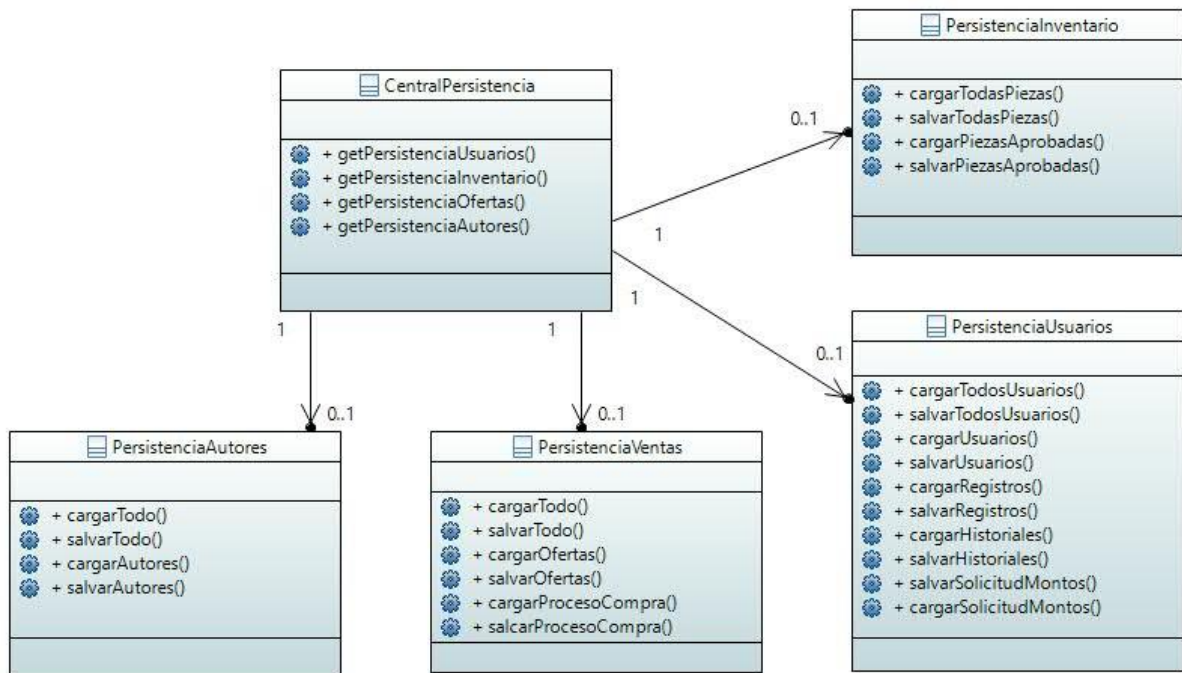 CentralPersistencia
+ getPersistenciaUsuarios()
+ getPersistenciaInventario()
+ getPersistenciaOfertas()
+ getPersistenciaAutores()
PersistenciaInventario
+ cargarTodasPiezas()
+ salvarTodasPiezas()
+ cargarPiezasAprobadas()
+ salvarPiezasAprobadas()
0..1
1
1
0..1
PersistenciaUsuarios
+ cargarTodosUsuarios()
+ salvarTodosUsuarios()
+ cargarUsuarios()
+ salvarUsuarios()
+ cargarRegistros()
+ salvarRegistros()
+ cargarHistoriales()
+ salvarHistoriales()
+ salvarSolicitudMontos()
+ cargarSolicitudMontos()
1
0..1
PersistenciaAutores
+ cargarTodo()
+ salvarTodo()
+ cargarAutores()
+ salvarAutores()
1
0..1
PersistenciaVentas
+ cargarTodo()
+ salvarTodo()
+ cargarOfertas()
+ salvarOfertas()
+ cargarProcesoCompra()
+ salcarProcesoCompra()